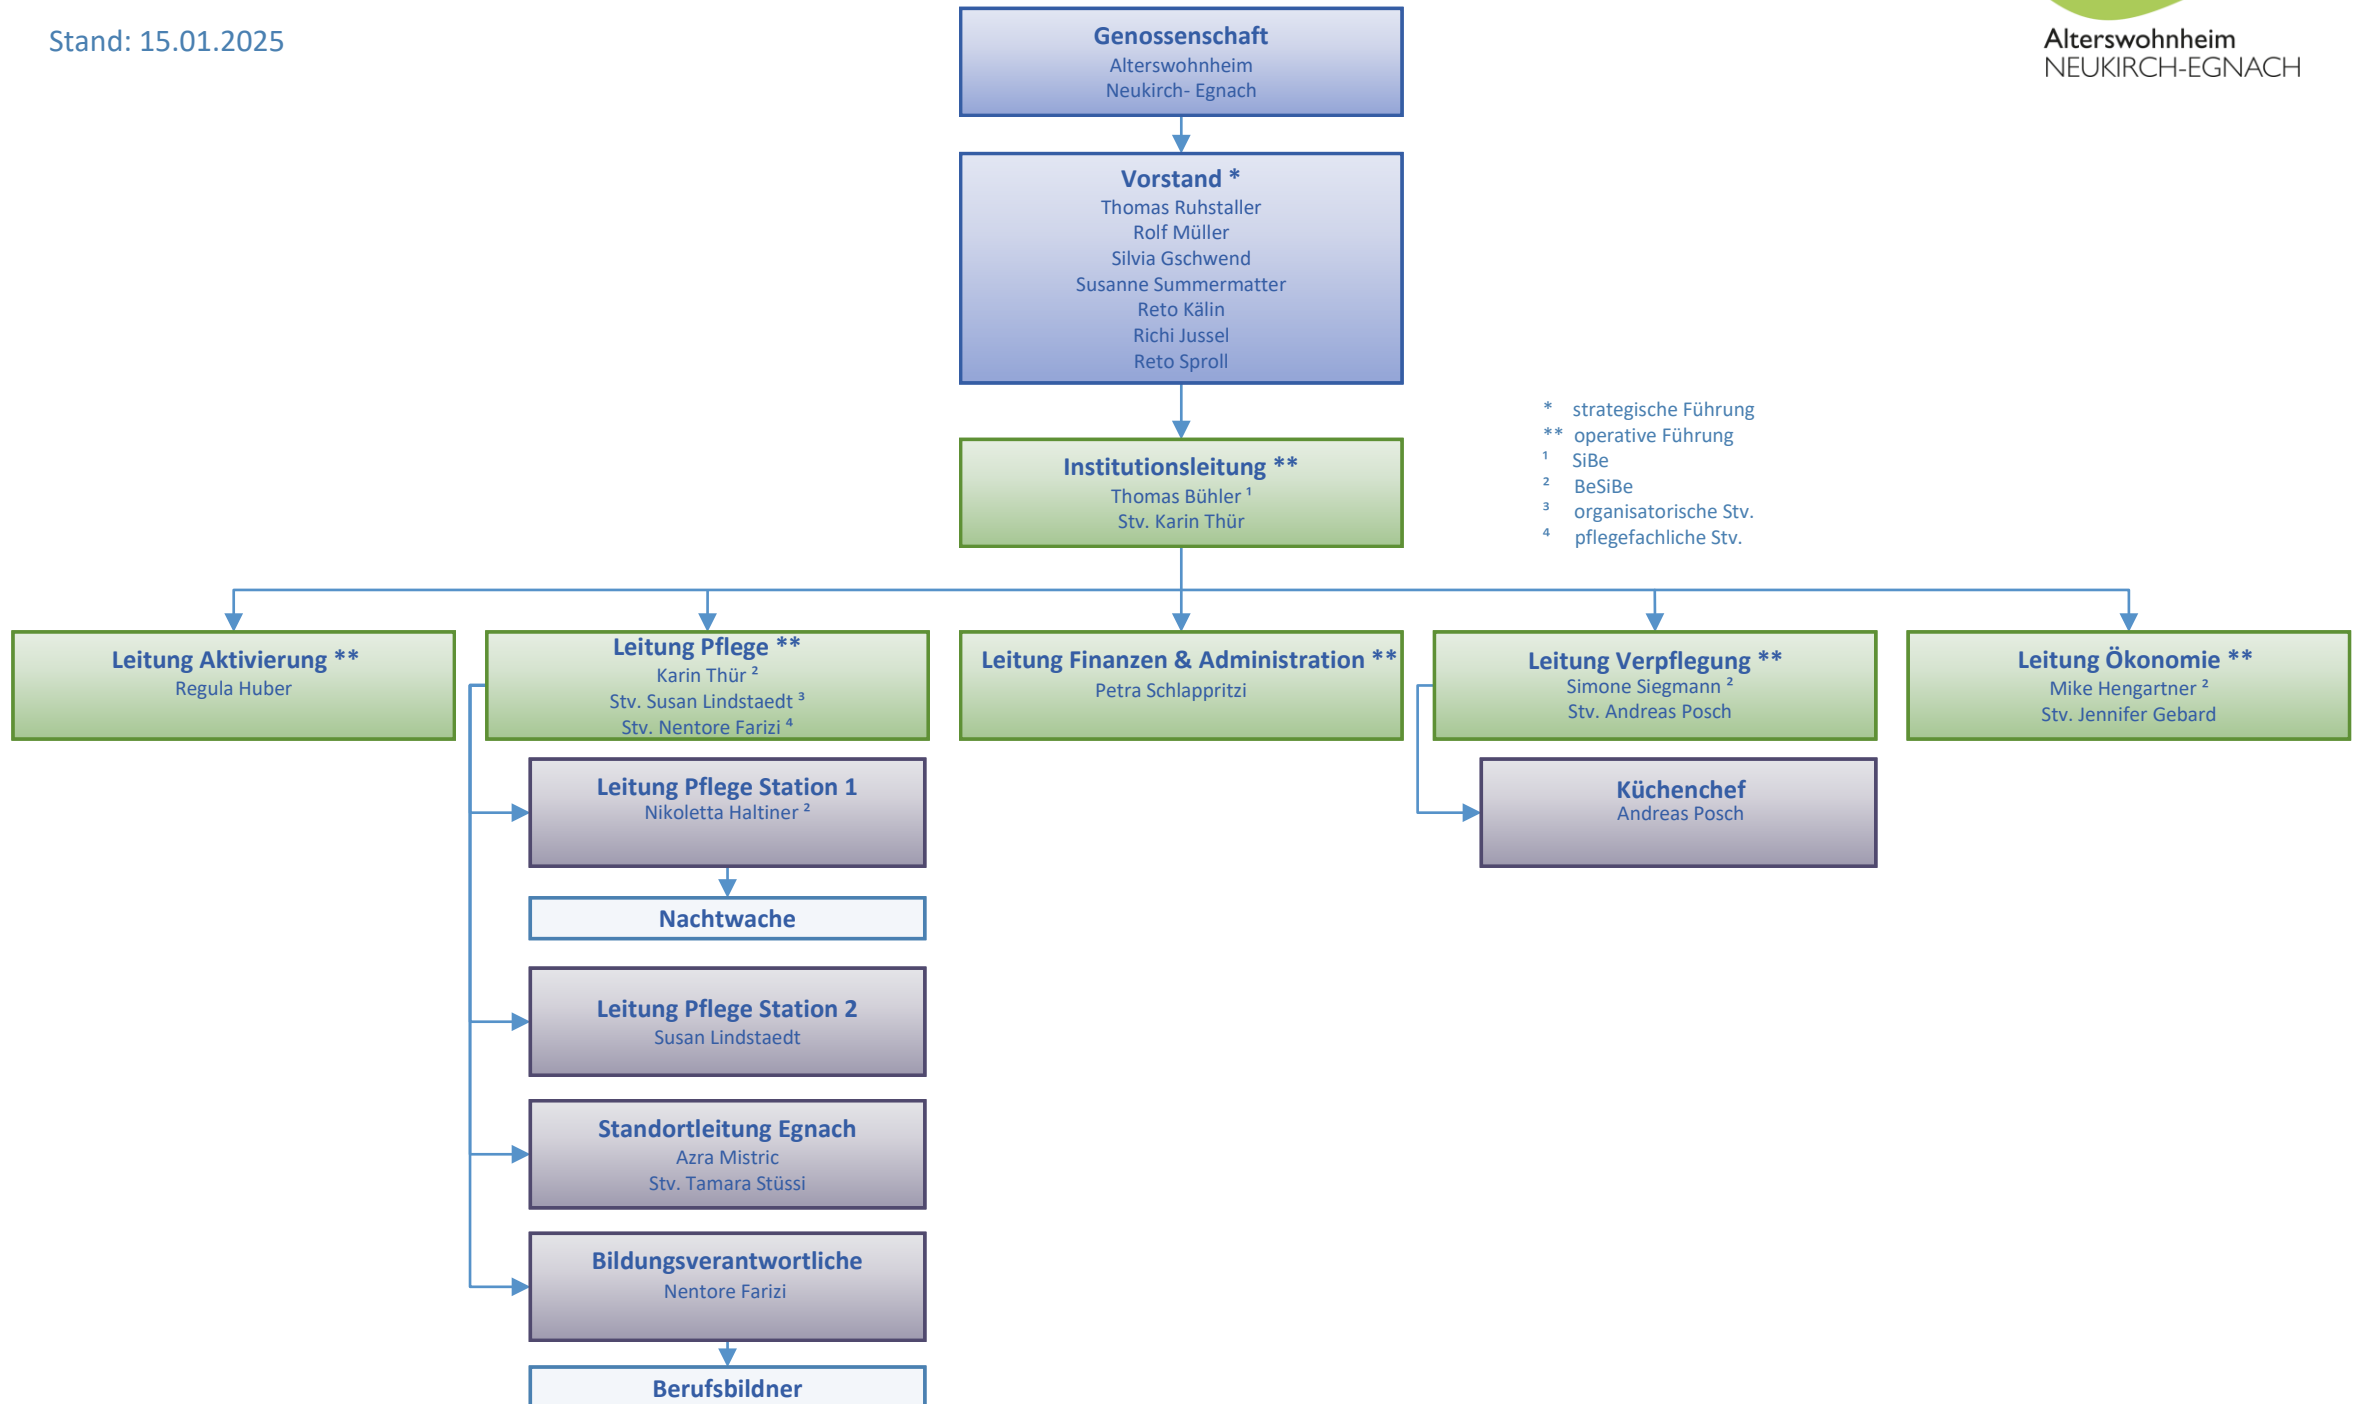 Stand: 15.01.2025
Genossenschaft
Alterswohnheim
Neukirch- Egnach
Alterswohnheim
NEUKIRCH-EGNACH
Vorstand *
Thomas Ruhstaller
Rolf Müller
Silvia Gschwend
Susanne Summermatter
Reto Kälin
Richi Jussel
Reto Sproll
* strategische Führung
** operative Führung
¹ SiBe
² BeSiBe
³ organisatorische Stv.
⁴ pflegefachliche Stv.
Institutionsleitung **
Thomas Bühler ¹
Stv. Karin Thür
Leitung Aktivierung **
Regula Huber
Leitung Pflege **
Karin Thür ²
Stv. Susan Lindstaedt ³
Stv. Nentore Farizi ⁴
Leitung Finanzen & Administration **
Petra Schlappritzi
Leitung Verpflegung **
Simone Siegmann ²
Stv. Andreas Posch
Leitung Ökonomie **
Mike Hengartner ²
Stv. Jennifer Gebard
Leitung Pflege Station 1
Nikoletta Haltiner ²
Küchenchef
Andreas Posch
Nachtwache
Leitung Pflege Station 2
Susan Lindstaedt
Standortleitung Egnach
Azra Mistric
Stv. Tamara Stüssi
Bildungsverantwortliche
Nentore Farizi
Berufsbildner